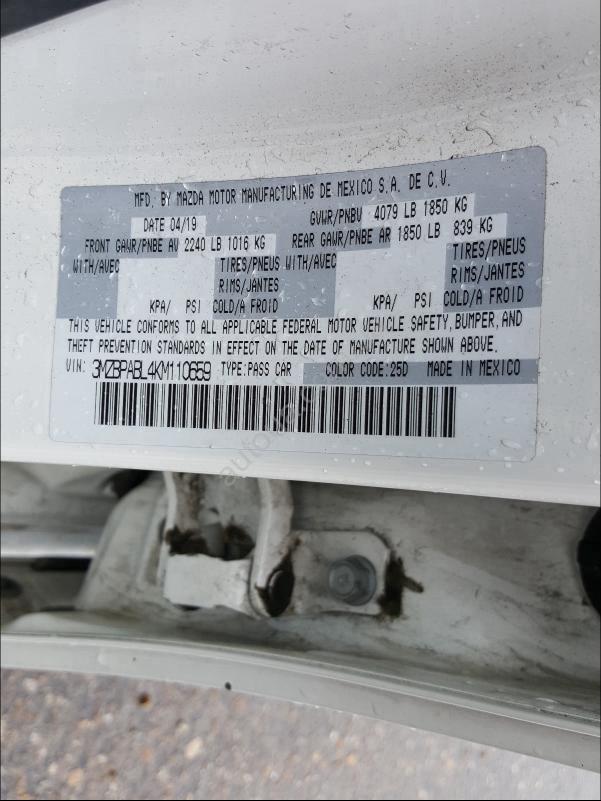 MFD. BY MAZDA MOTOR MANUFACTURING DE MEXICO S.A. DE C.V.
DATE 04/19 GVWR/PNBV 4079 LB 1850 KG
FRONT GAWR/PNBE AV 2240 LB 1016 KG REAR GAWR/PNBE AR 1850 LB 839 KG
WITH/AVEC TIRES/PNEUS WITH/AVEC TIRES/PNEUS
RIMS/JANTES RIMS/JANTES
KPA/ PSI COLD/A FROID KPA/ PSI COLD/A FROID
THIS VEHICLE CONFORMS TO ALL APPLICABLE FEDERAL MOTOR VEHICLE SAFETY, BUMPER, AND
THEFT PREVENTION STANDARDS IN EFFECT ON THE DATE OF MANUFACTURE SHOWN ABOVE.
VIN: 3MZBPABL4KM110659 TYPE:PASS CAR COLOR CODE:25D MADE IN MEXICO